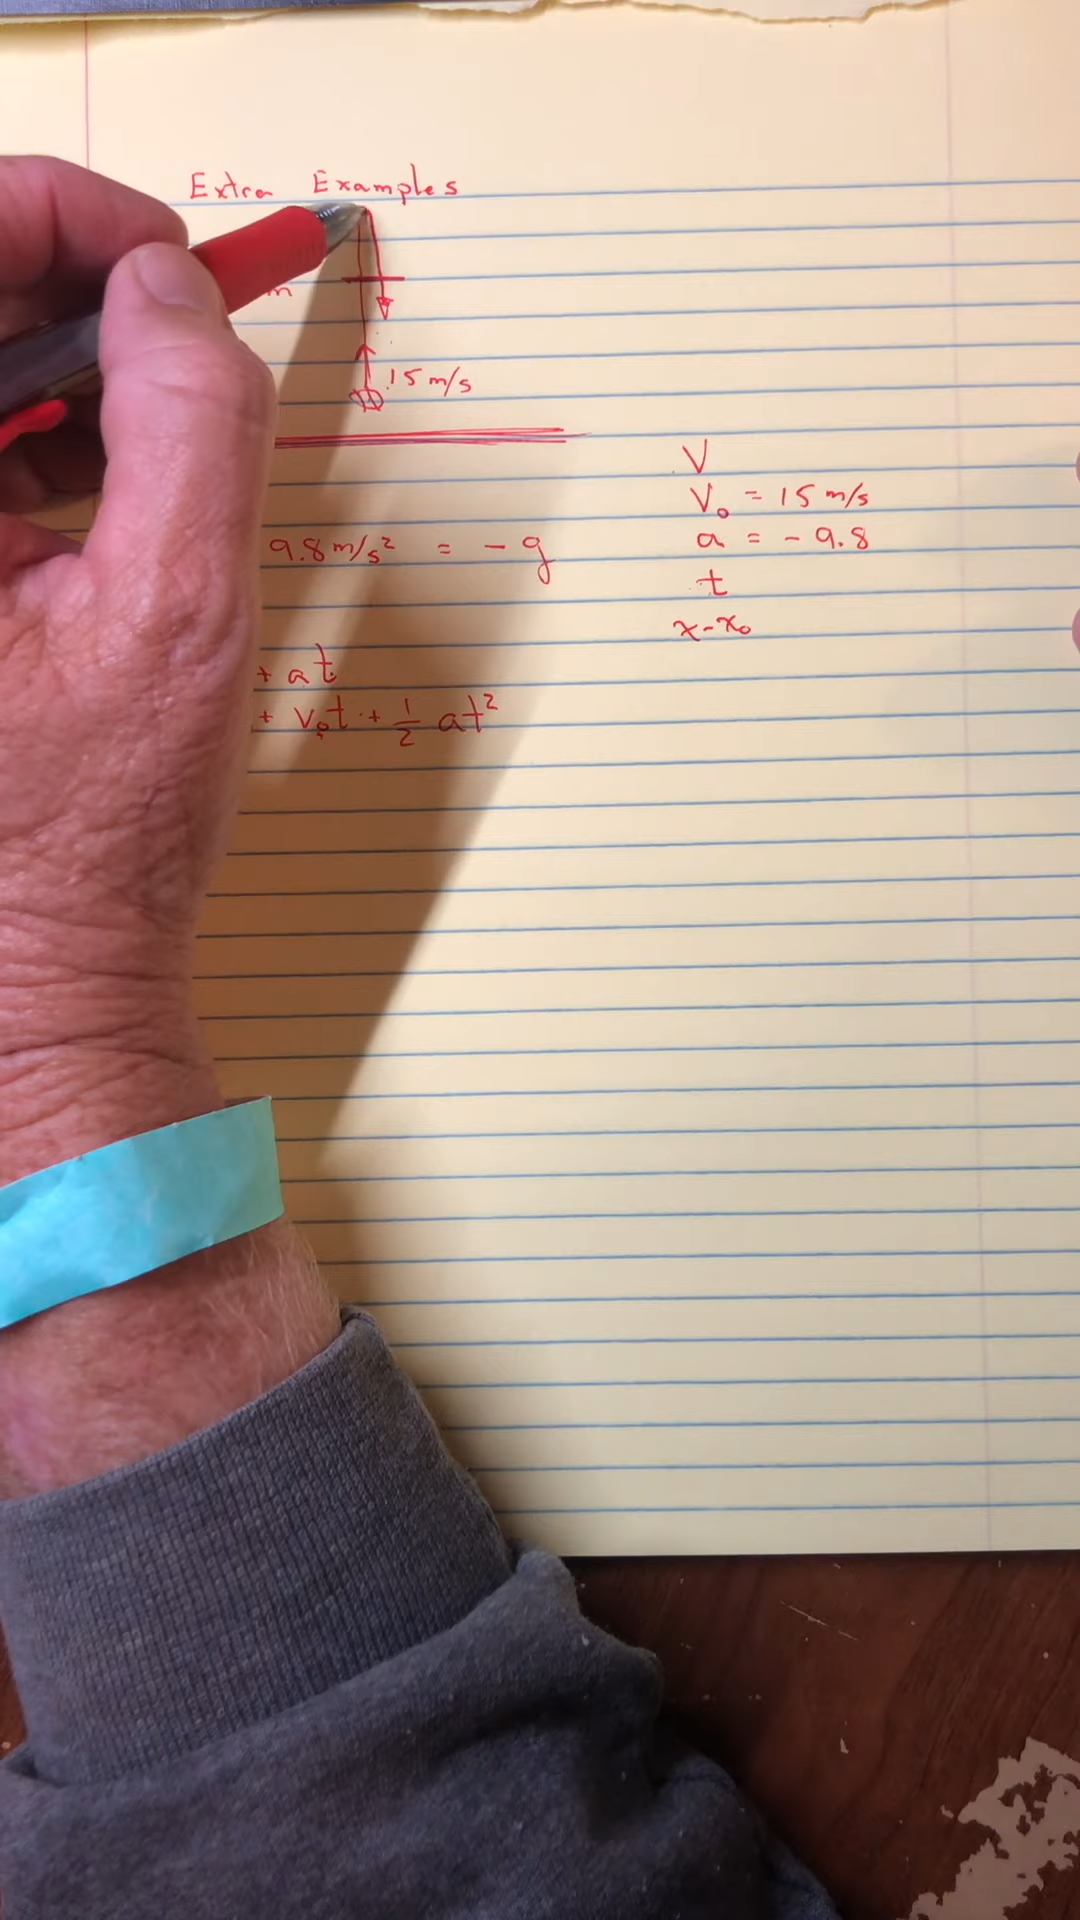 Extra Examples
m
15 m/s
V
V₀ = 15 m/s
9.8 m/s² = - g
a = - 9.8
t
x-x₀
+ at
+ V₀t + 1/2 at²